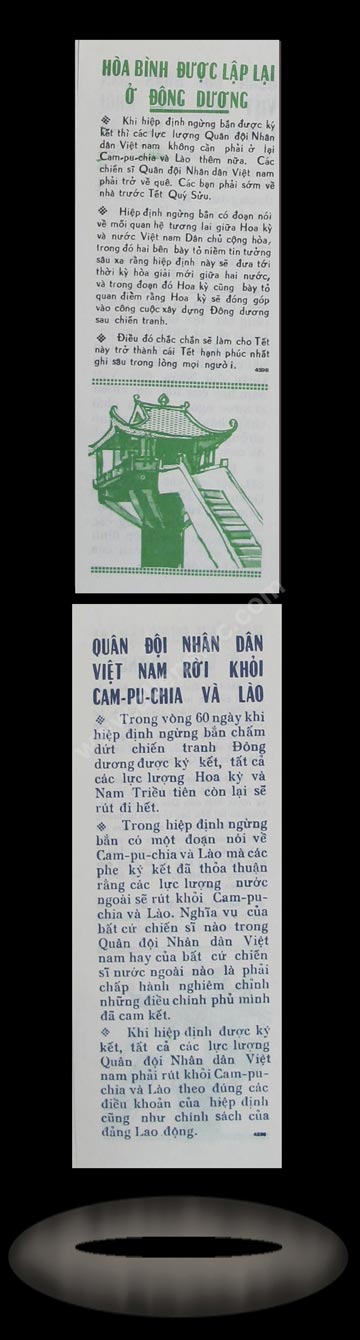 HÒA BÌNH ĐƯỢC LẬP LẠI
Ở ĐÔNG DƯƠNG
Khi hiệp định ngừng bắn được ký
kết thì các lực lượng Quân đội Nhân
dân Việt nam không cần phải ở lại
Cam-pu-chia và Lào thêm nữa. Các
chiến sĩ Quân đội Nhân dân Việt nam
phải trở về quê. Các bạn phải sớm về
nhà trước Tết Quý Sửu.
Hiệp định ngừng bắn có đoạn nói
về mối quan hệ tương lai giữa Hoa kỳ
và nước Việt nam Dân chủ cộng hòa,
trong đó hai bên bày tỏ niềm tin tưởng
sâu xa rằng hiệp định này sẽ đưa tới
thời kỳ hòa giải mới giữa hai nước,
và trong đoạn đó Hoa kỳ cũng bày tỏ
quan điểm rằng Hoa kỳ sẽ đóng góp
vào công cuộc xây dựng Đông dương
sau chiến tranh.
Điều đó chắc chắn sẽ làm cho Tết
này trở thành cái Tết hạnh phúc nhất
ghi sâu trong lòng mọi người.
QUÂN ĐỘI NHÂN DÂN
VIỆT NAM RỜI KHỎI
CAM-PU-CHIA VÀ LÀO
Trong vòng 60 ngày khi
hiệp định ngừng bắn chấm
dứt chiến tranh Đông
dương được ký kết, tất cả
các lực lượng Hoa kỳ và
Nam Triều tiên còn lại sẽ
rút đi hết.
Trong hiệp định ngừng
bắn có một đoạn nói về
Cam-pu-chia và Lào mà các
phe ký kết đã thỏa thuận
rằng các lực lượng nước
ngoài sẽ rút khỏi Cam-pu-
chia và Lào. Nghĩa vụ của
bất cứ chiến sĩ nào trong
Quân đội Nhân dân Việt
nam hay của bất cứ chiến
sĩ nước ngoài nào là phải
chấp hành nghiêm chỉnh
những điều chính phủ mình
đã cam kết.
Khi hiệp định được ký
kết, tất cả các lực lượng
Quân đội Nhân dân Việt
nam phải rút khỏi Cam-pu-
chia và Lào theo đúng các
điều khoản của hiệp định
cũng như chính sách của
đảng Lao động.